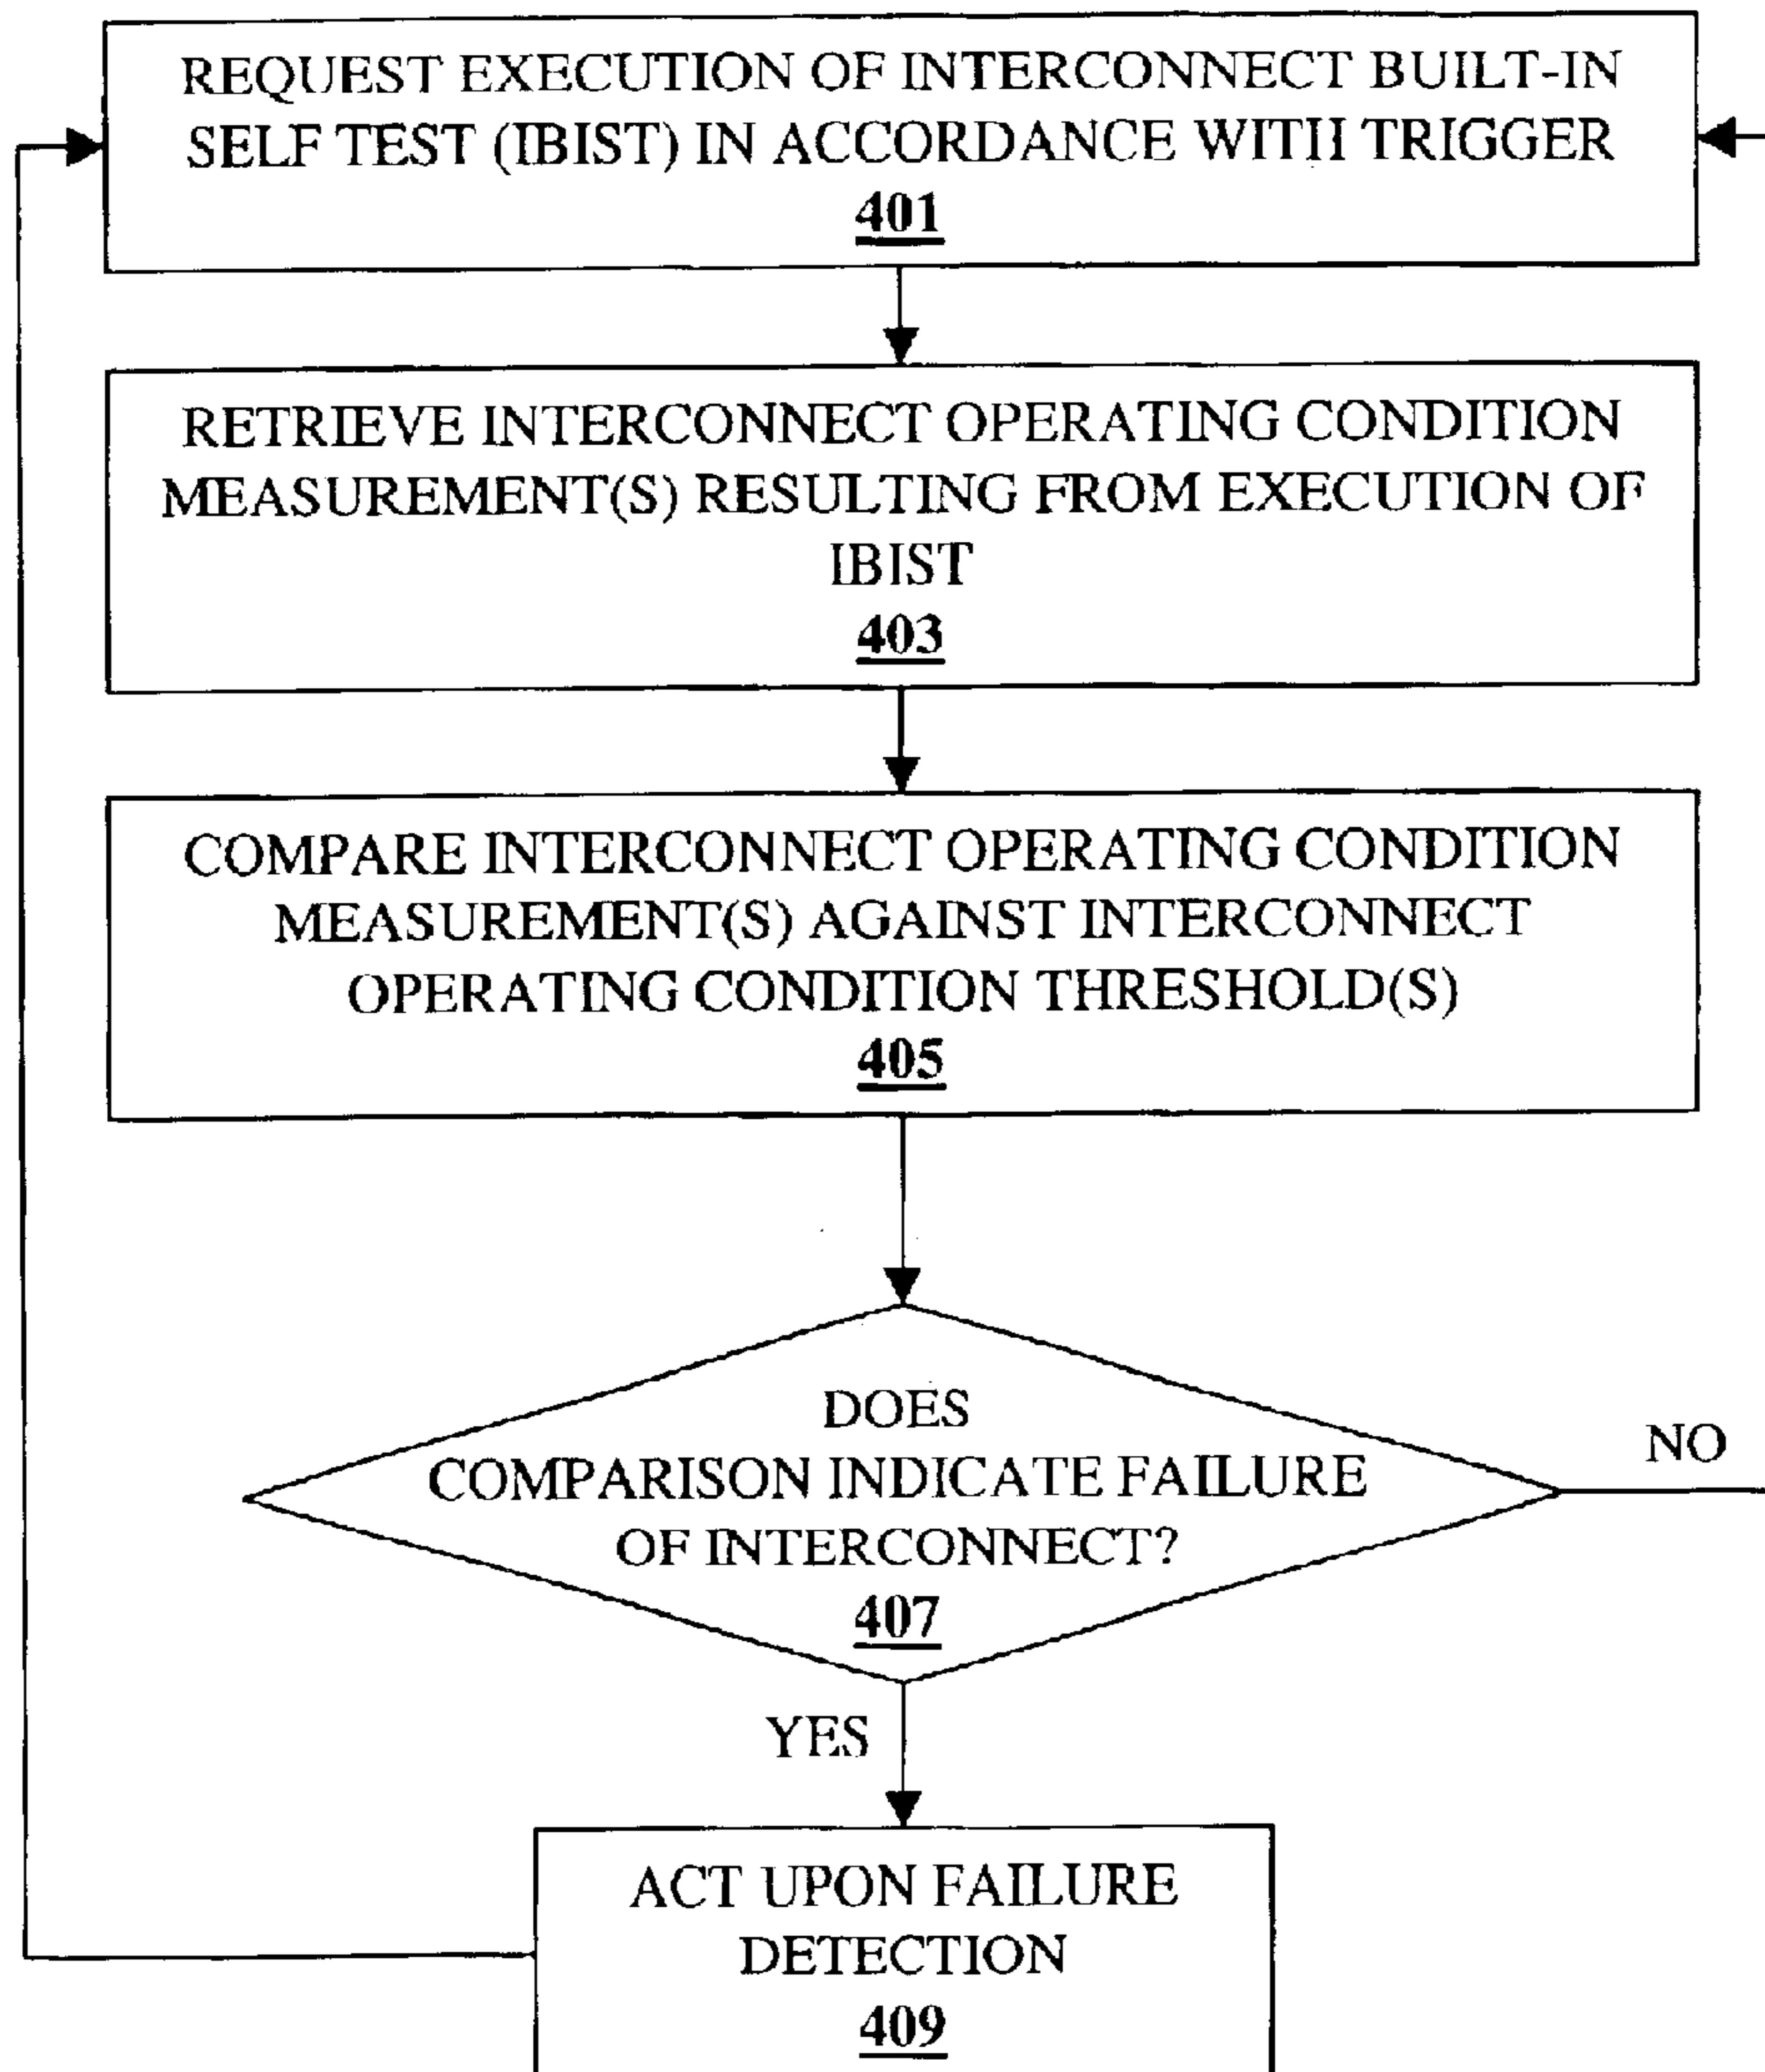 REQUEST EXECUTION OF INTERCONNECT BUILT-IN
SELF TEST (IBIST) IN ACCORDANCE WITH TRIGGER
401
RETRIEVE INTERCONNECT OPERATING CONDITION
MEASUREMENT(S) RESULTING FROM EXECUTION OF
IBIST
403
COMPARE INTERCONNECT OPERATING CONDITION
MEASUREMENT(S) AGAINST INTERCONNECT
OPERATING CONDITION THRESHOLD(S)
405
DOES
COMPARISON INDICATE FAILURE
OF INTERCONNECT?
407
NO
YES
ACT UPON FAILURE
DETECTION
409